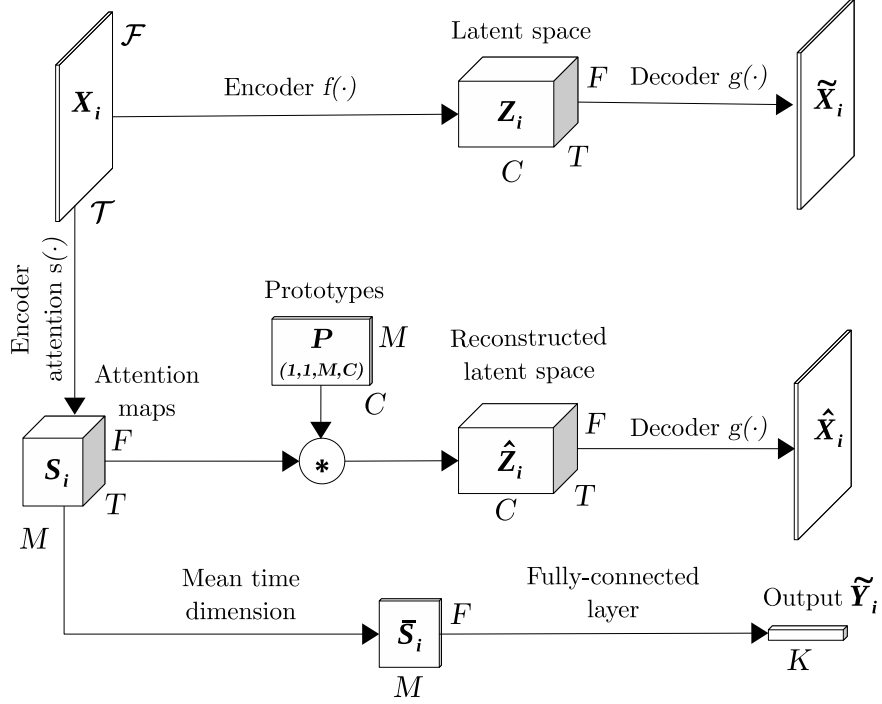 𝓕
X_i
Encoder f(·)
Latent space
Z_i
F
C
T
Decoder g(·)
X̃_i
𝓣
Encoder
attention s(·)
Prototypes
P
(1,1,M,C)
M
C
Attention
maps
S_i
F
T
M
*
Reconstructed
latent space
Ẑ_i
F
C
T
Decoder g(·)
X̂_i
Mean time
dimension
S̄_i
F
M
Fully-connected
layer
Output Ỹ_i
K